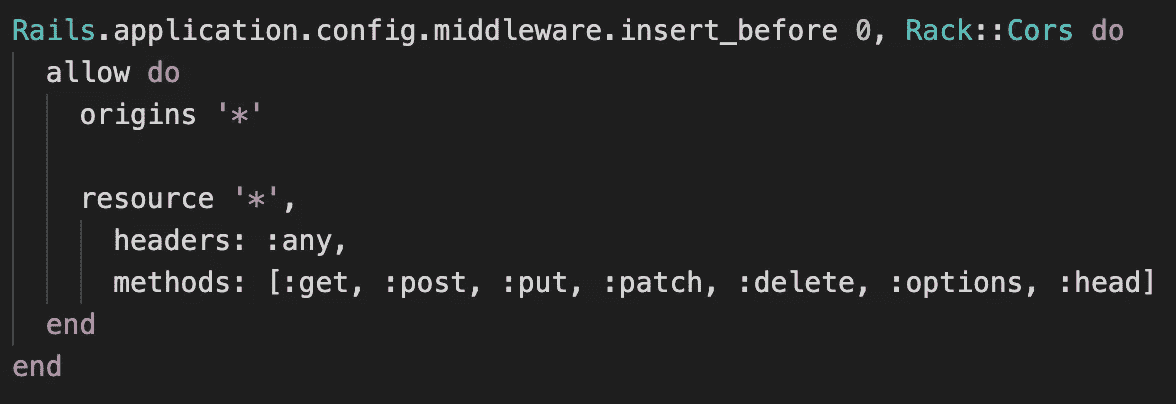 Rails.application.config.middleware.insert_before 0, Rack::Cors do
  allow do
    origins '*'

    resource '*',
      headers: :any,
      methods: [:get, :post, :put, :patch, :delete, :options, :head]
  end
end